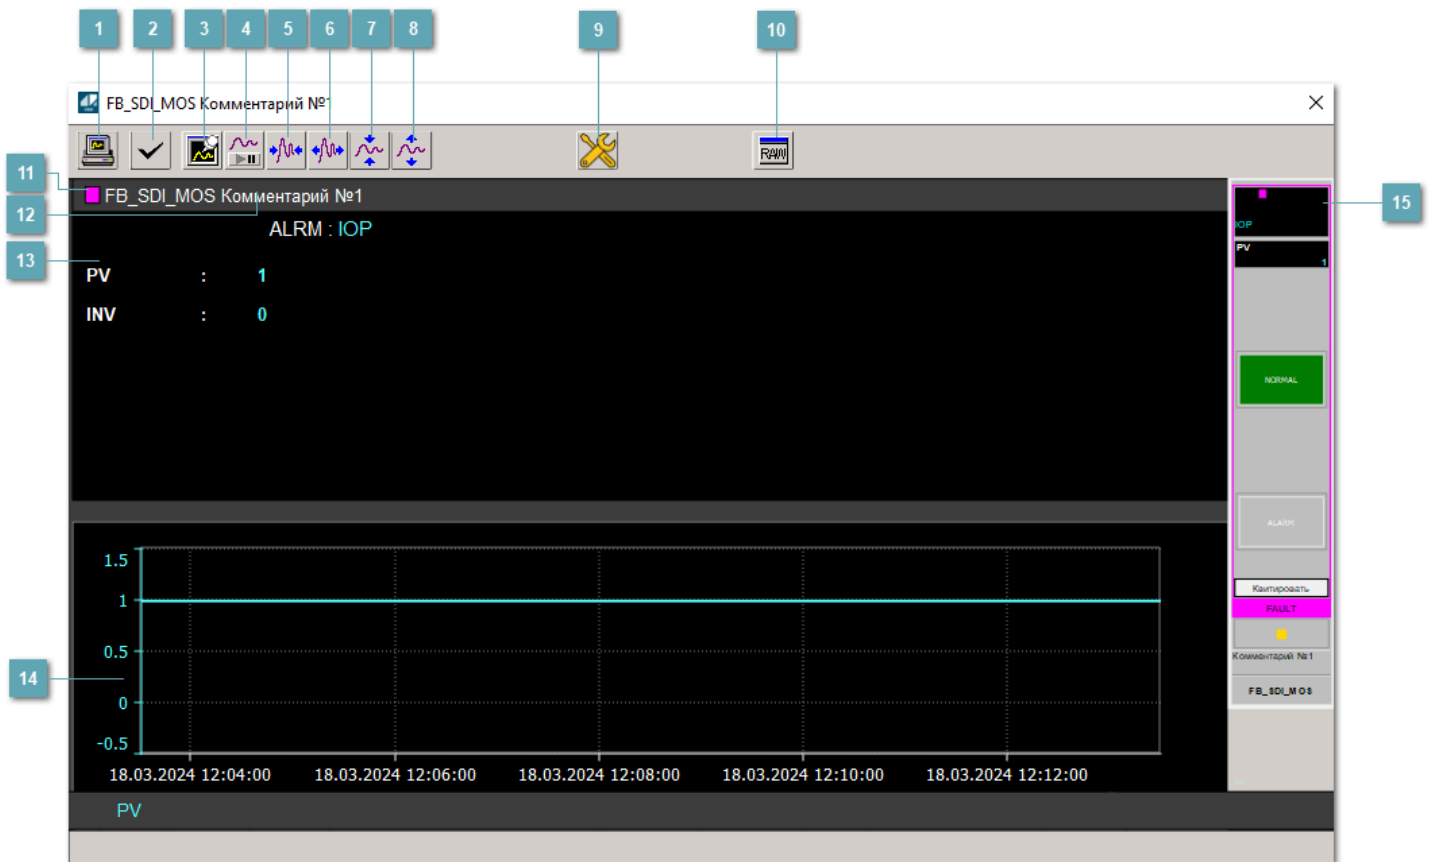 1 2 3 4 5 6 7 8 9 10
FB_SDI_MOS Комментарий №1
RAW
11
FB_SDI_MOS Комментарий №1
12
ALRM : IOP
13
PV : 1
INV : 0
15
IOP
PV
1
NORMAL
ALARM
Квитировать
FAULT
Комментарий №1
FB_SDI_MOS
14
1.5
1
0.5
0
-0.5
18.03.2024 12:04:00 18.03.2024 12:06:00 18.03.2024 12:08:00 18.03.2024 12:10:00 18.03.2024 12:12:00
PV